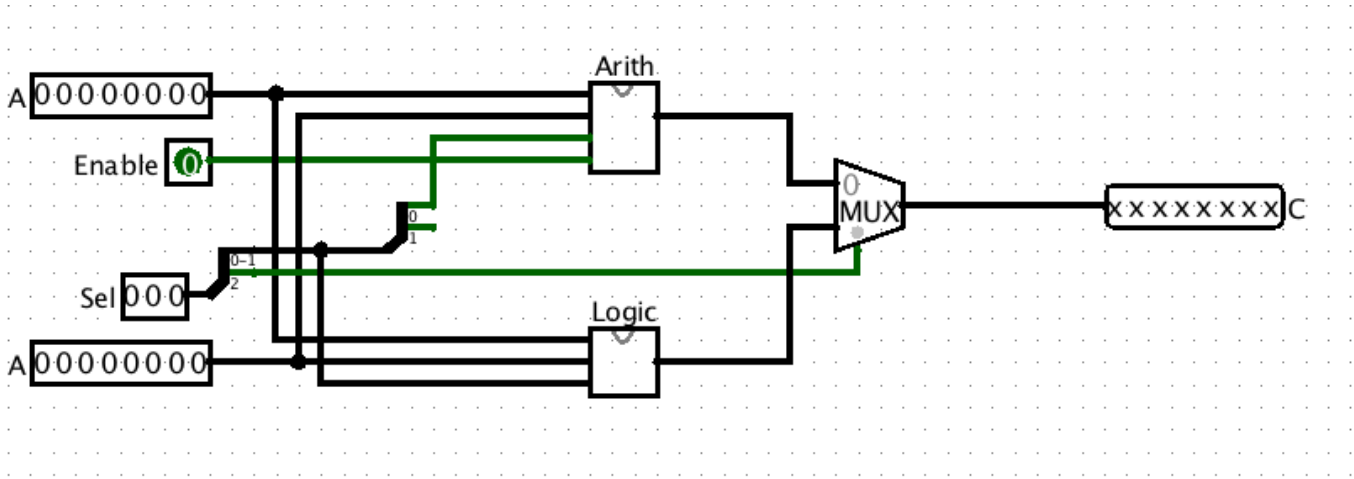 Arith
A 00000000
Enable 0
0
MUX
xxxxxxxx C
0
1
0-1
2
Sel 000
Logic
A 00000000